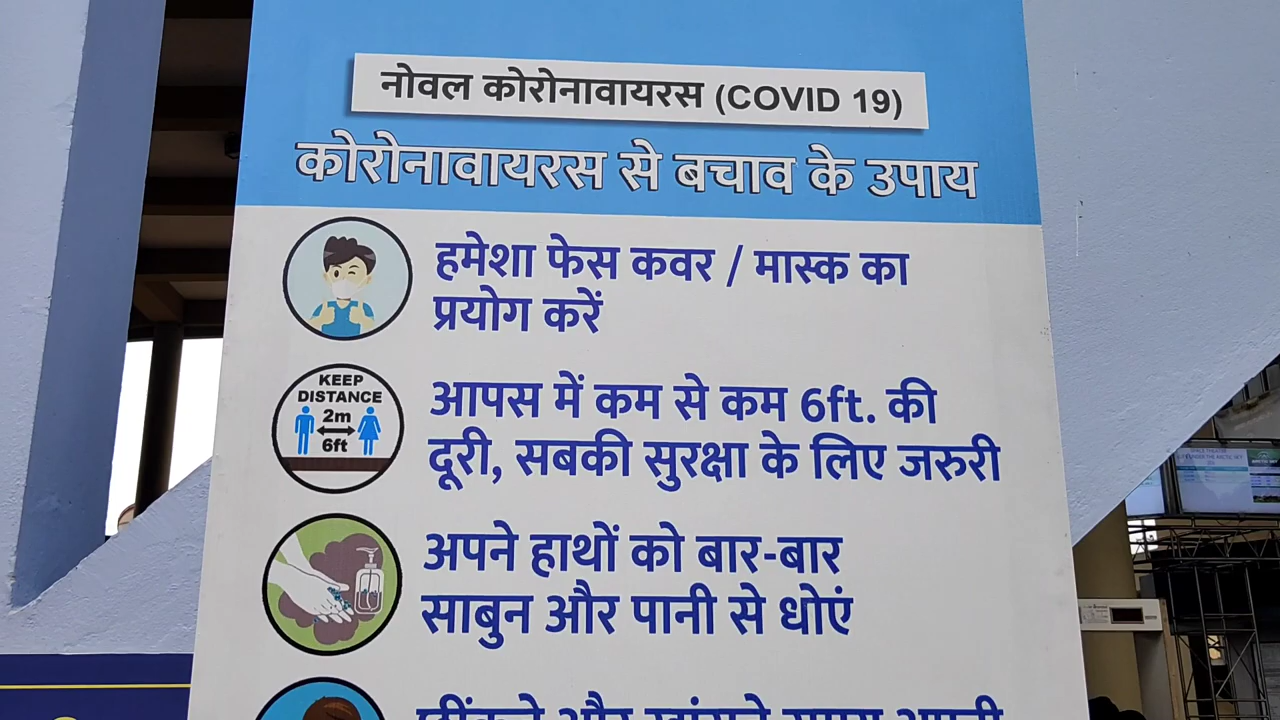 नोवल कोरोनावायरस (COVID 19)
कोरोनावायरस से बचाव के उपाय
हमेशा फेस कवर / मास्क का
प्रयोग करें
KEEP
DISTANCE
2m
6ft
आपस में कम से कम 6ft. की
दूरी, सबकी सुरक्षा के लिए जरुरी
अपने हाथों को बार-बार
साबुन और पानी से धोएं